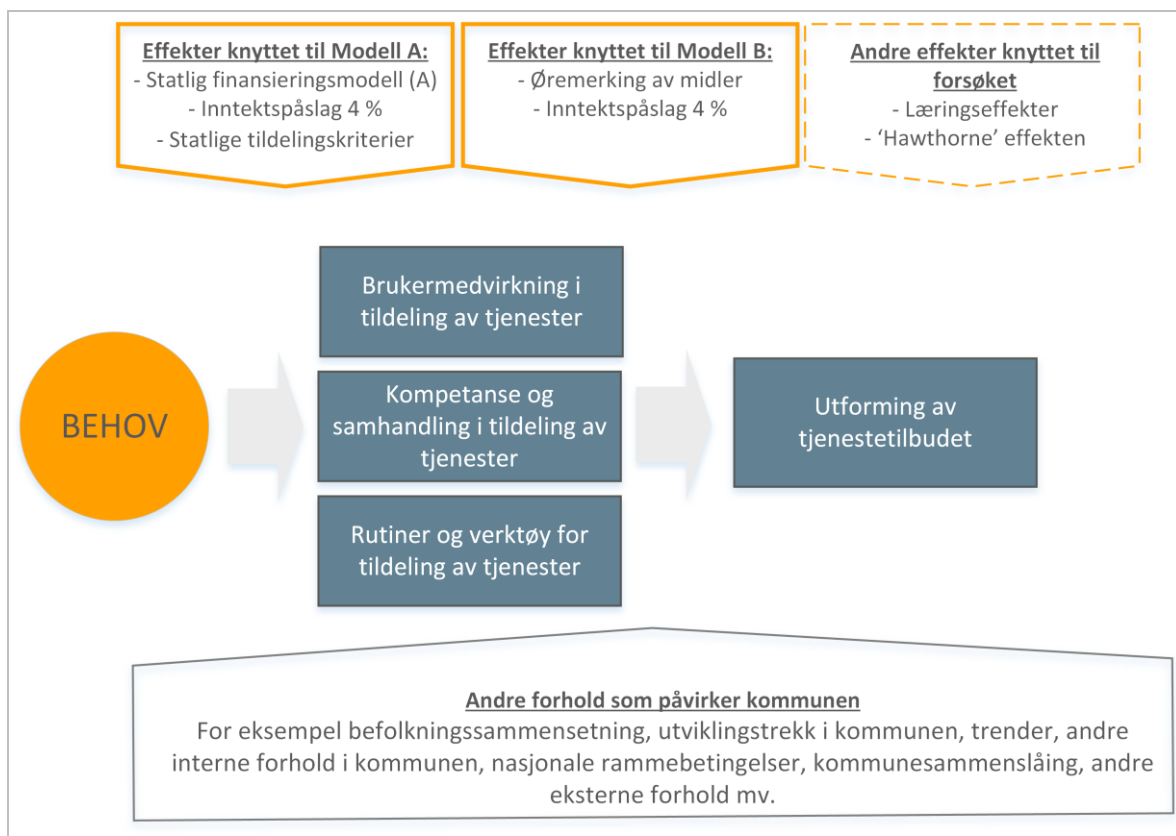 Effekter knyttet til Modell A:
- Statlig finansieringsmodell (A)
- Inntektspåslag 4 %
- Statlige tildelingskriterier
Effekter knyttet til Modell B:
- Øremerking av midler
- Inntektspåslag 4 %
Andre effekter knyttet til
forsøket
- Læringseffekter
- ‘Hawthorne’ effekten
BEHOV
Brukermedvirkning i
tildeling av tjenester
Kompetanse og
samhandling i tildeling av
tjenester
Rutiner og verktøy for
tildeling av tjenester
Utforming av
tjenestetilbudet
Andre forhold som påvirker kommunen
For eksempel befolkningssammensetning, utviklingstrekk i kommunen, trender, andre
interne forhold i kommunen, nasjonale rammebetingelser, kommunesammenslåing, andre
eksterne forhold mv.